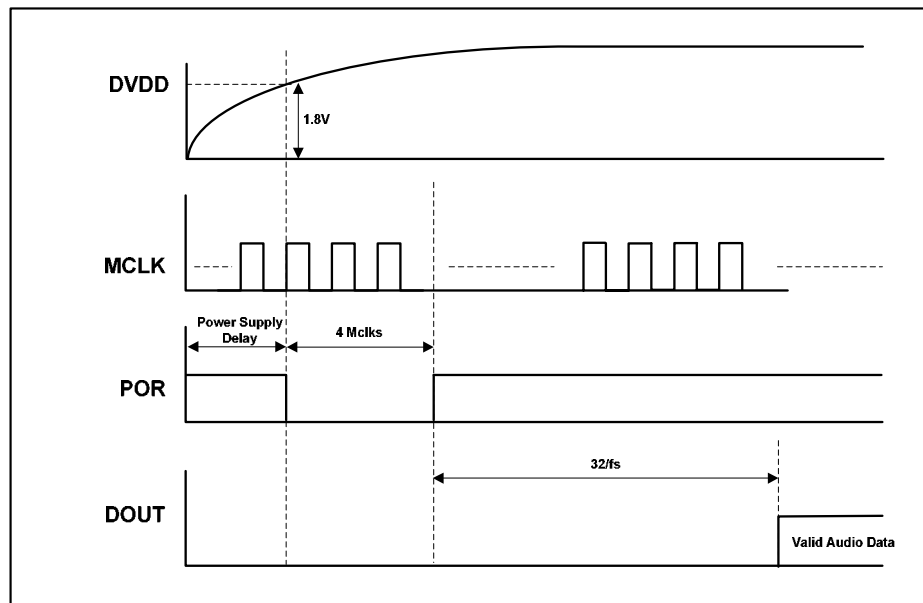 DVDD
1.8V
MCLK
Power Supply
Delay
4 Mclks
POR
32/fs
DOUT
Valid Audio Data